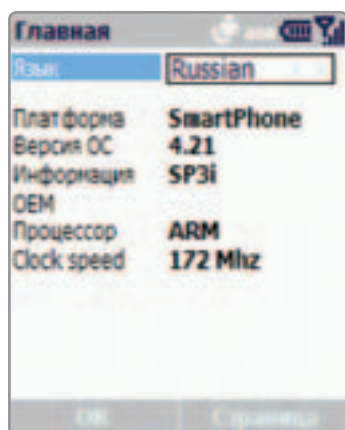 Главная
Язык Russian
Платформа SmartPhone
Версия ОС 4.21
Информация SP3i
OEM
Процессор ARM
Clock speed 172 Mhz
OK Страница